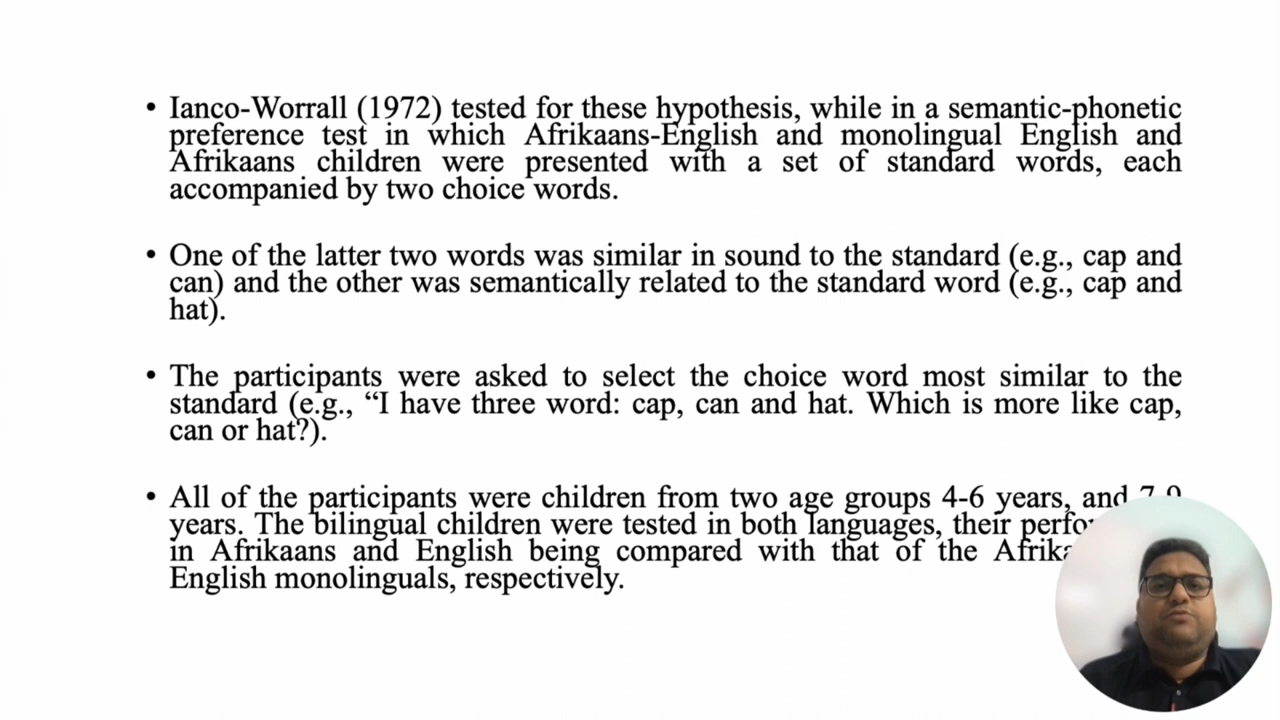 • Ianco-Worrall (1972) tested for these hypothesis, while in a semantic-phonetic
preference test in which Afrikaans-English and monolingual English and
Afrikaans children were presented with a set of standard words, each
accompanied by two choice words.
• One of the latter two words was similar in sound to the standard (e.g., cap and
can) and the other was semantically related to the standard word (e.g., cap and
hat).
• The participants were asked to select the choice word most similar to the
standard (e.g., “I have three word: cap, can and hat. Which is more like cap,
can or hat?).
• All of the participants were children from two age groups 4-6 years, and 7-9
years. The bilingual children were tested in both languages, their
in Afrikaans and English being compared with that of the
English monolinguals, respectively.